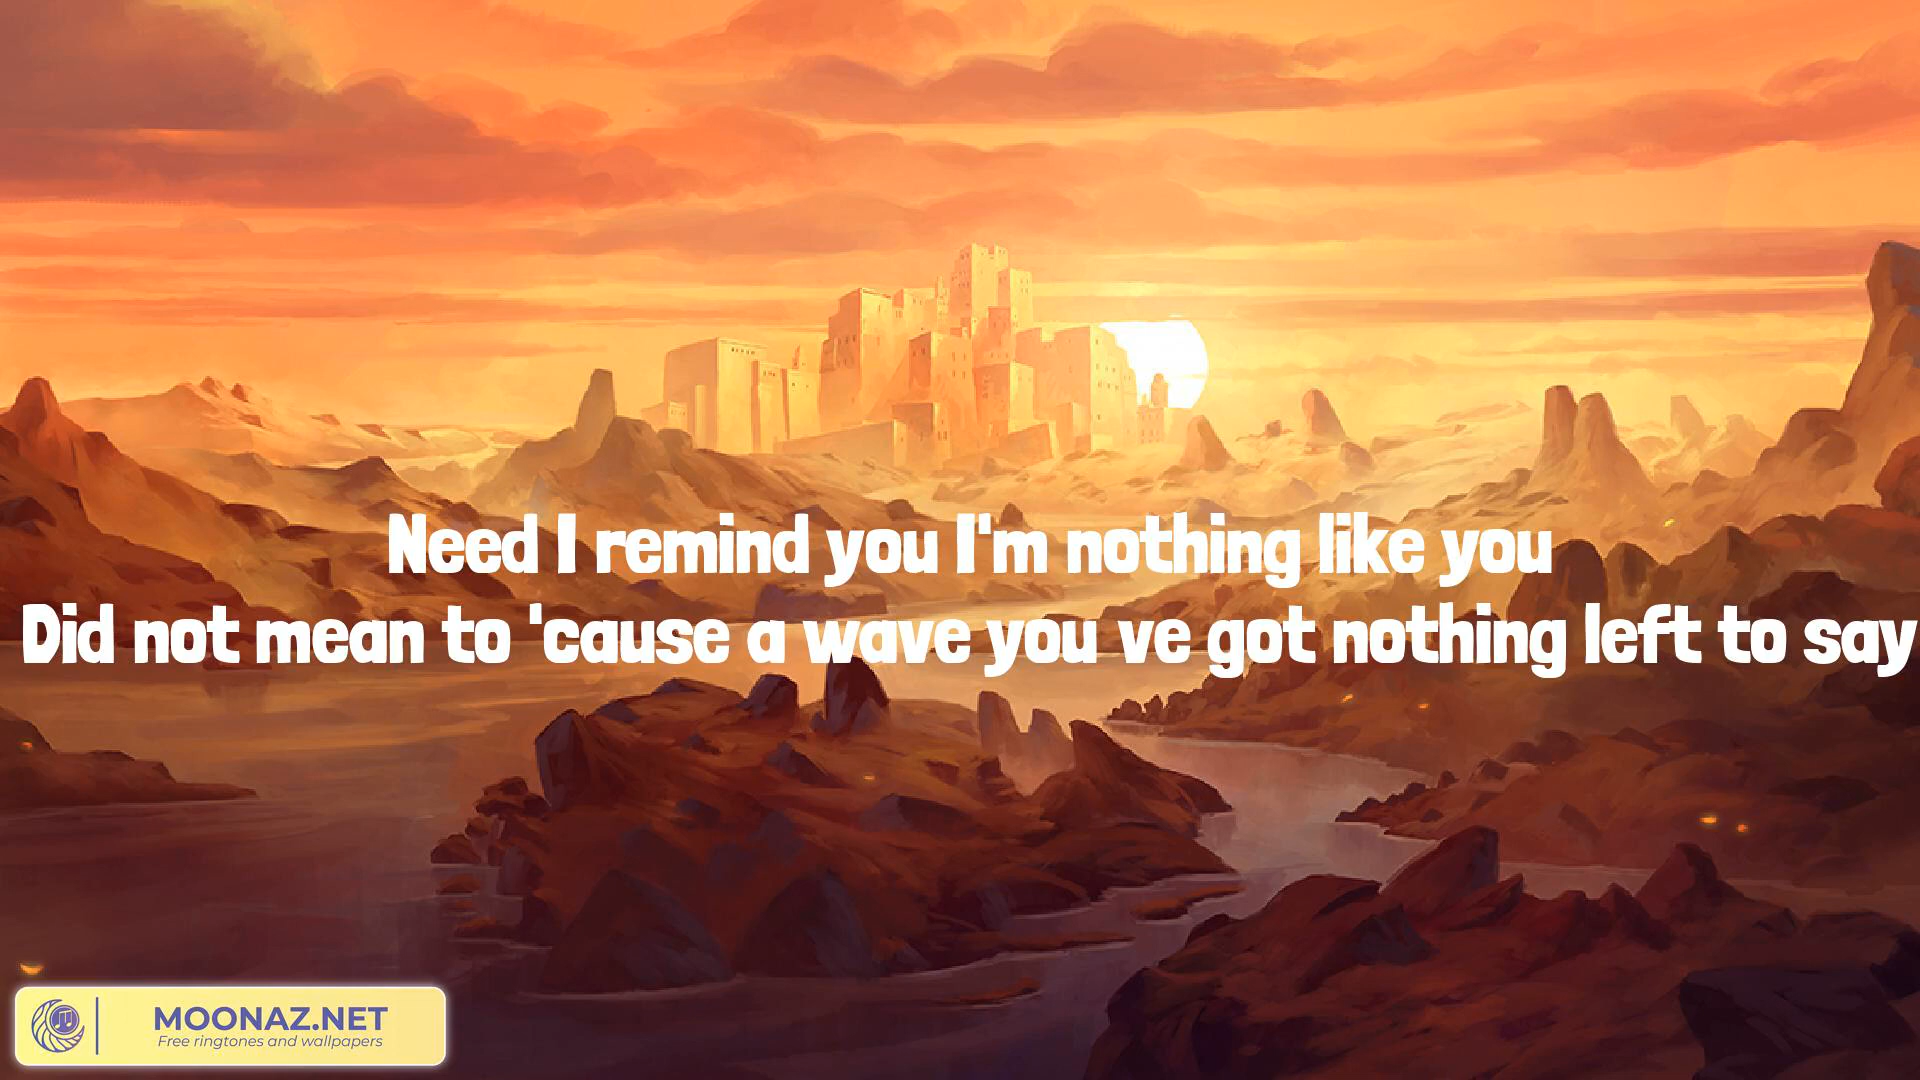 Need I remind you I'm nothing like you
Did not mean to 'cause a wave you ve got nothing left to say
MOONAZ.NET
Free ringtones and wallpapers